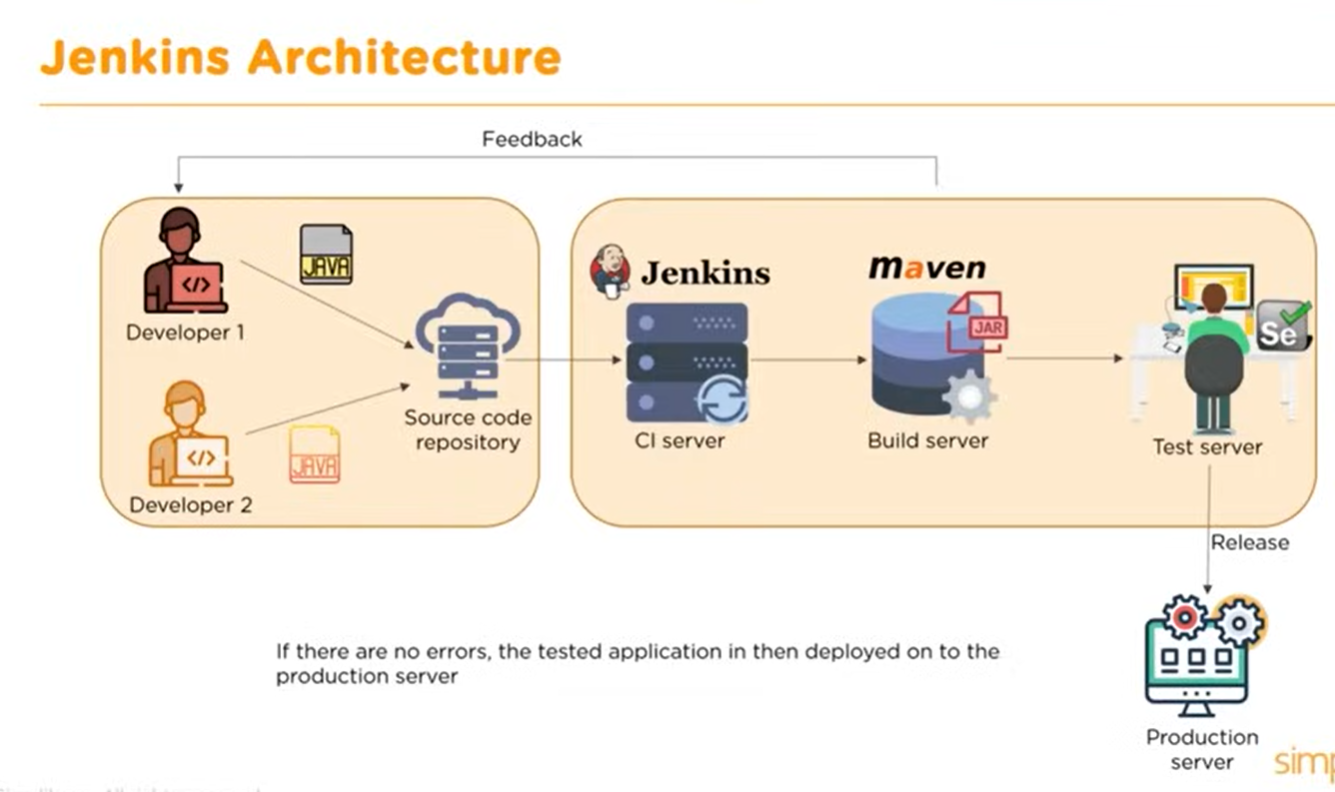 Jenkins Architecture
Feedback
JAVA
Developer 1
Jenkins
maven
JAR
Se
Source code
repository
CI server
Build server
Test server
JAVA
Developer 2
Release
If there are no errors, the tested application in then deployed on to the
production server
Production
server
simp